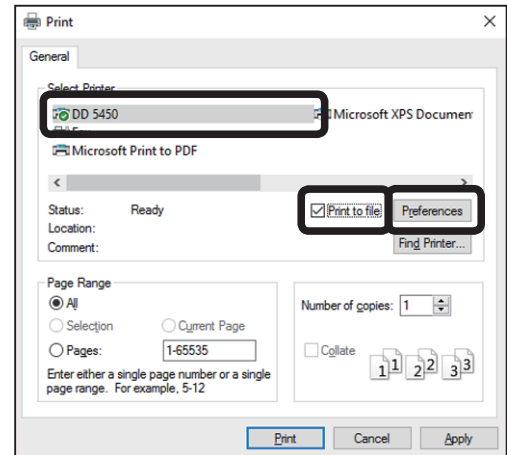 Print
General
Select Printer
DD 5450
Microsoft XPS Documen
Fax
Microsoft Print to PDF
Status: Ready
Print to file
Preferences
Location:
Comment:
Find Printer...
Page Range
All
Selection
Current Page
Pages:
1-65535
Enter either a single page number or a single
page range. For example, 5-12
Number of copies: 1
Collate
1 1 2 2 3 3
Print
Cancel
Apply